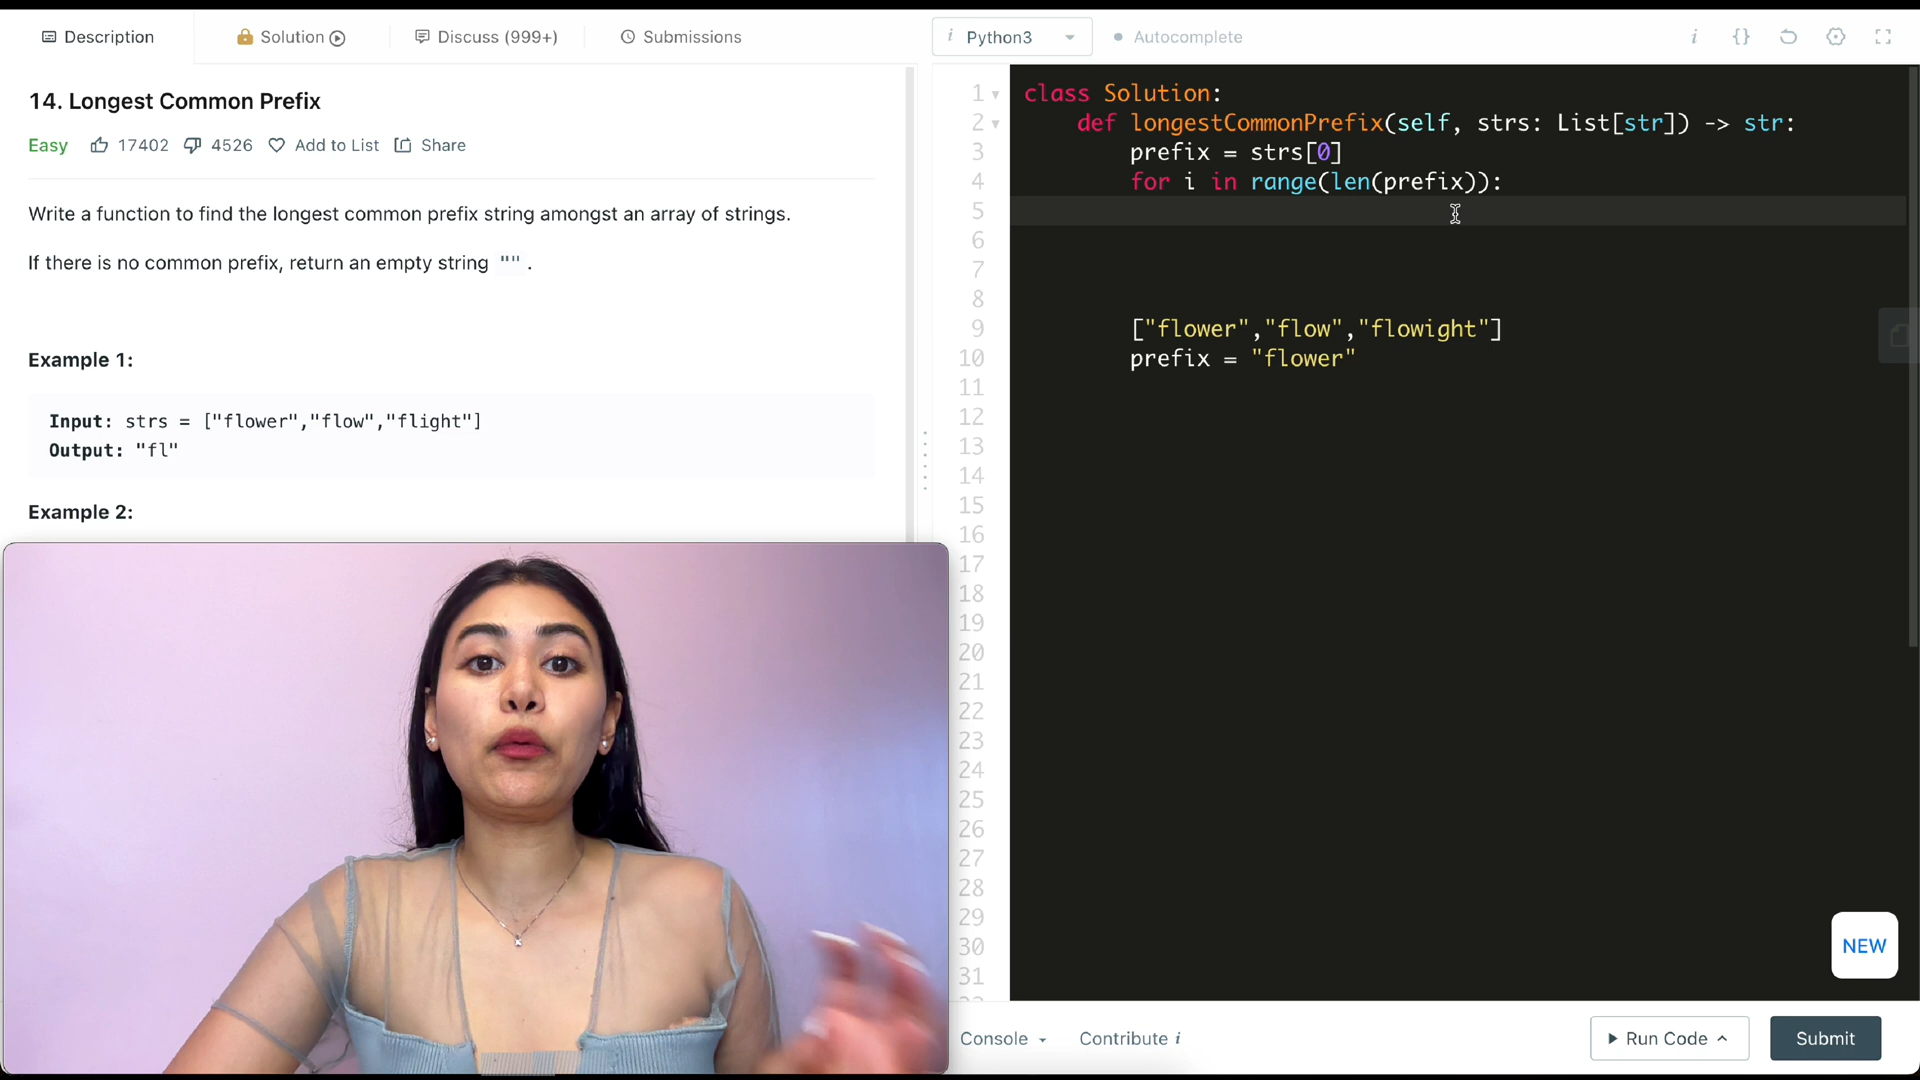 Description
Solution
Discuss (999+)
Submissions
14. Longest Common Prefix
Easy 17402 4526 Add to List Share
Write a function to find the longest common prefix string amongst an array of strings.
If there is no common prefix, return an empty string "".
Example 1:
Input: strs = ["flower","flow","flight"]
Output: "fl"
Example 2:
i Python3
Autocomplete
i {}
1 class Solution:
2 def longestCommonPrefix(self, strs: List[str]) -> str:
3 prefix = strs[0]
4 for i in range(len(prefix)):
5
6
7
8
9 ["flower","flow","flowight"]
10 prefix = "flower"
11
12
13
14
15
16
17
18
19
20
21
22
23
24
25
26
27
28
29
30
31
NEW
Console
Contribute i
Run Code
Submit